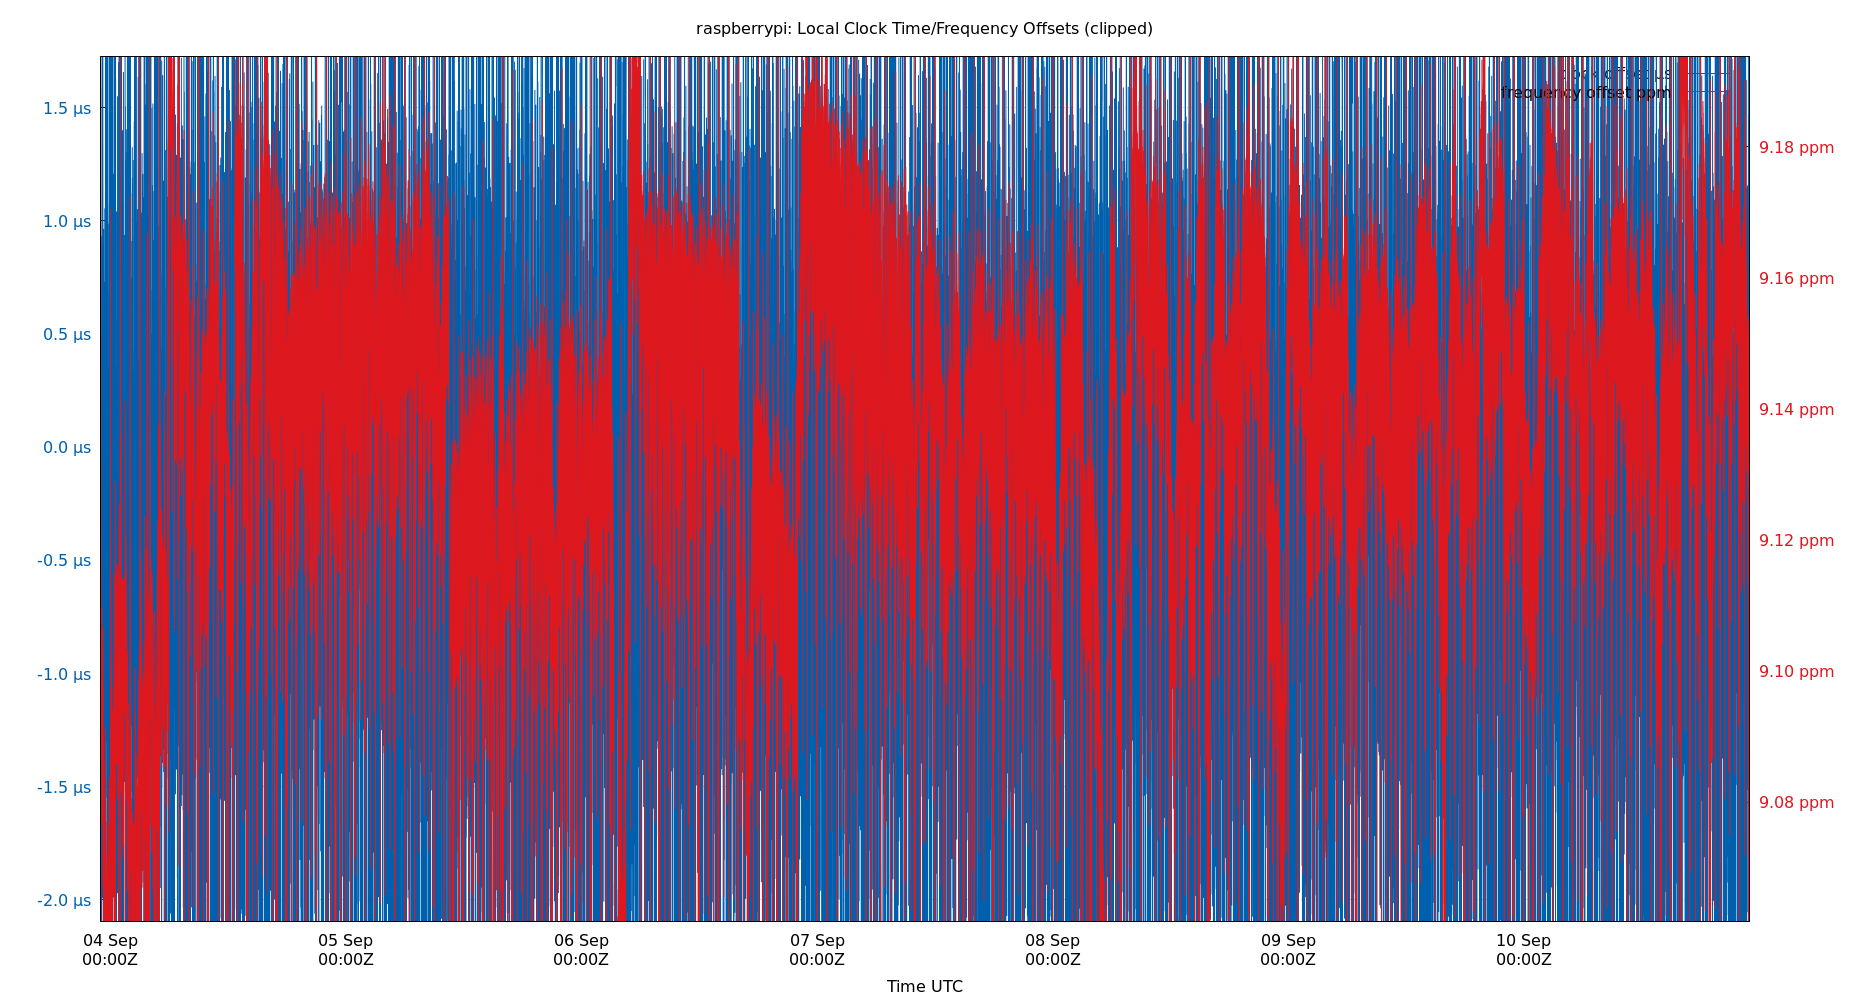 raspberrypi: Local Clock Time/Frequency Offsets (clipped)
clock offset µs
frequency offset ppm
1.5 µs
1.0 µs
0.5 µs
0.0 µs
-0.5 µs
-1.0 µs
-1.5 µs
-2.0 µs
9.18 ppm
9.16 ppm
9.14 ppm
9.12 ppm
9.10 ppm
9.08 ppm
04 Sep 05 Sep 06 Sep 07 Sep 08 Sep 09 Sep 10 Sep
00:00Z 00:00Z 00:00Z 00:00Z 00:00Z 00:00Z 00:00Z
Time UTC